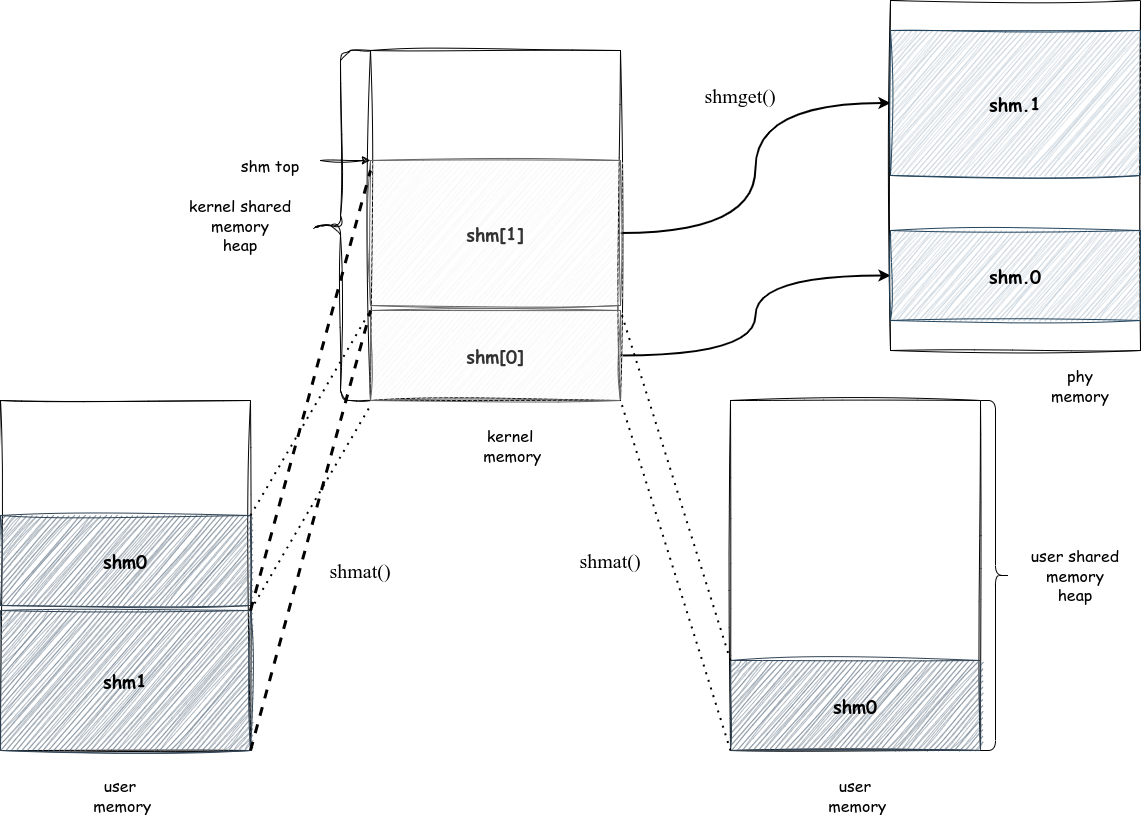 shmget()
shm.1
shm top
kernel shared
memory
heap
shm[1]
shm.0
shm[0]
phy
memory
kernel
memory
shm0
shmat()
shmat()
user shared
memory
heap
shm1
shm0
user
memory
user
memory